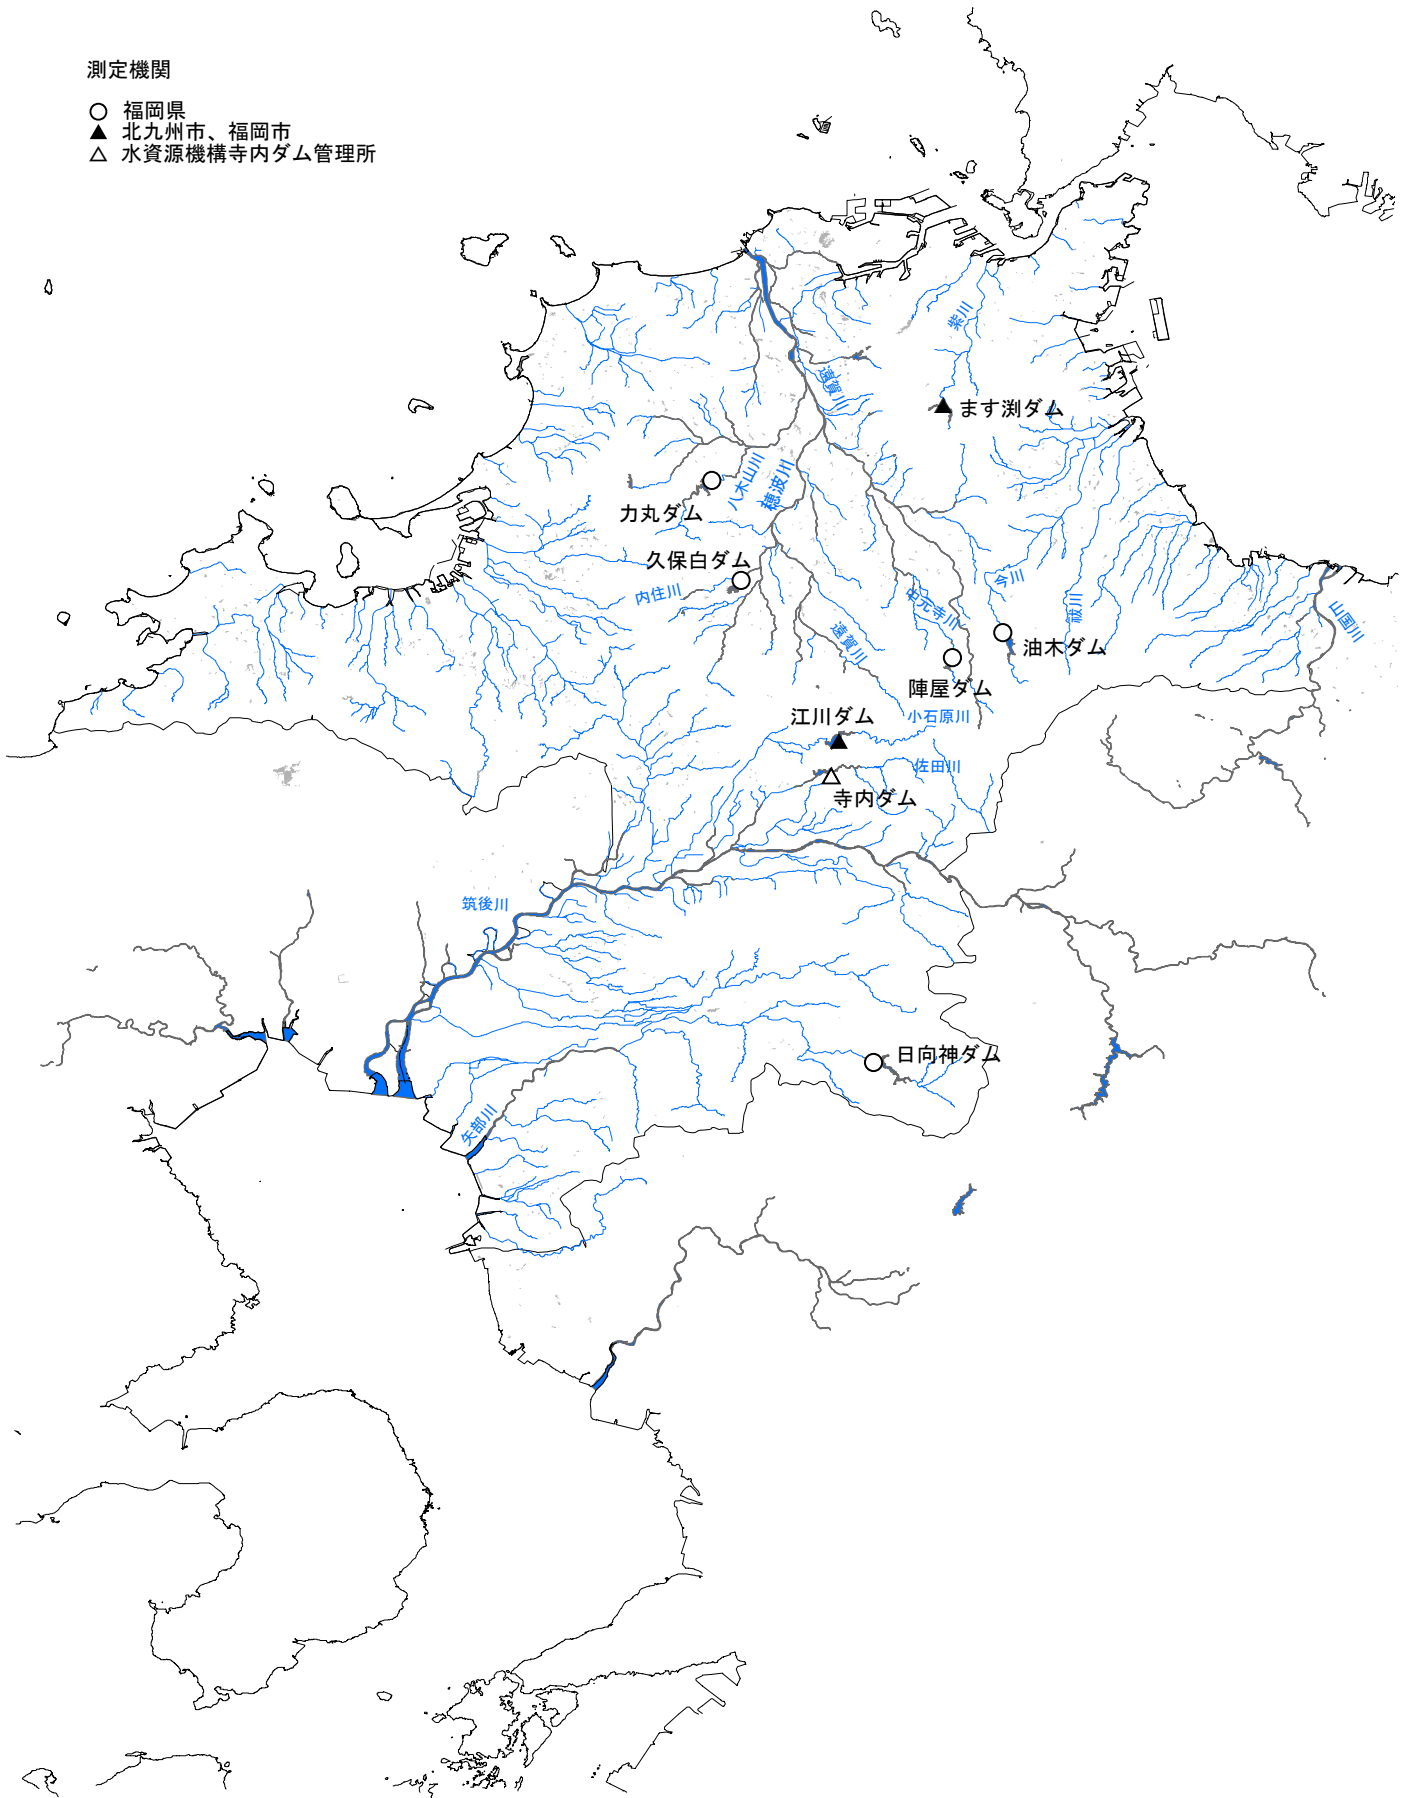 測定機関
福岡県
北九州市、福岡市
水資源機構寺内ダム管理所
紫川
遠賀川
ます渕ダム
八木山川
穂波川
力丸ダム
久保白ダム
内住川
今川
祓川
中元寺川
山国川
遠賀川
油木ダム
陣屋ダム
江川ダム
小石原川
佐田川
寺内ダム
筑後川
日向神ダム
矢部川